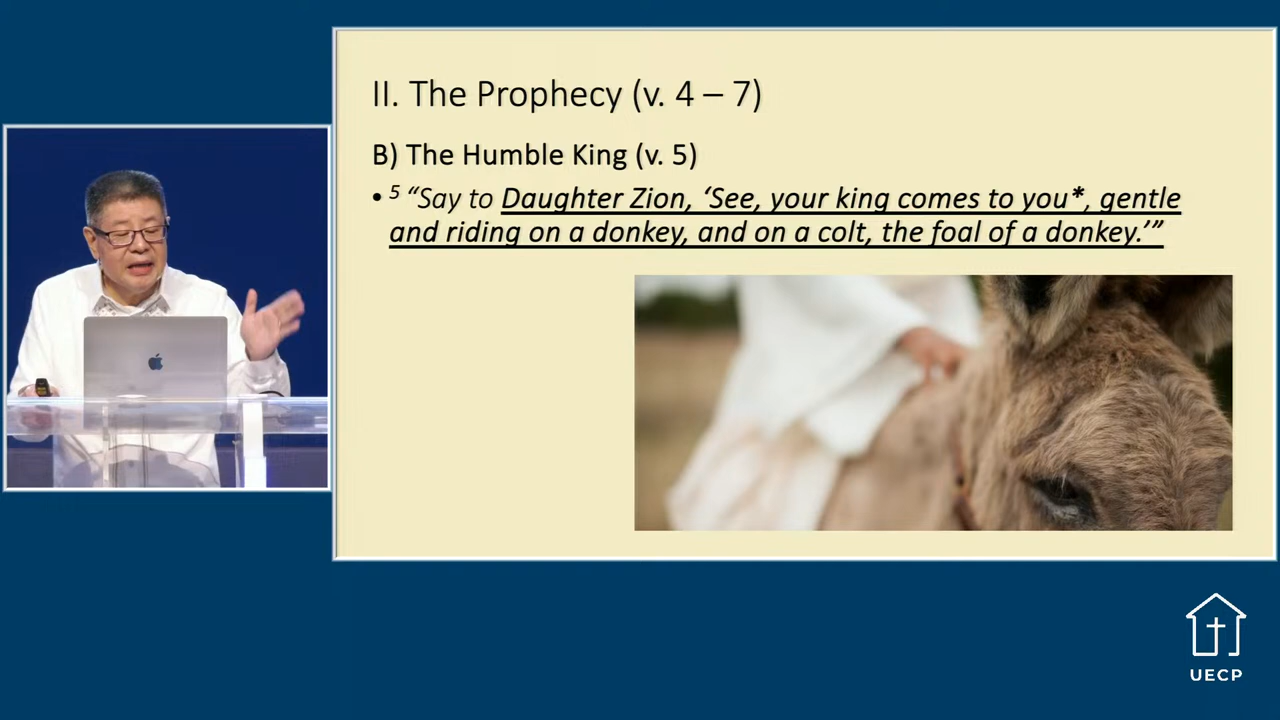 II. The Prophecy (v. 4 – 7)
B) The Humble King (v. 5)
• ⁵ “Say to Daughter Zion, ‘See, your king comes to you*, gentle
and riding on a donkey, and on a colt, the foal of a donkey.’”
UECP